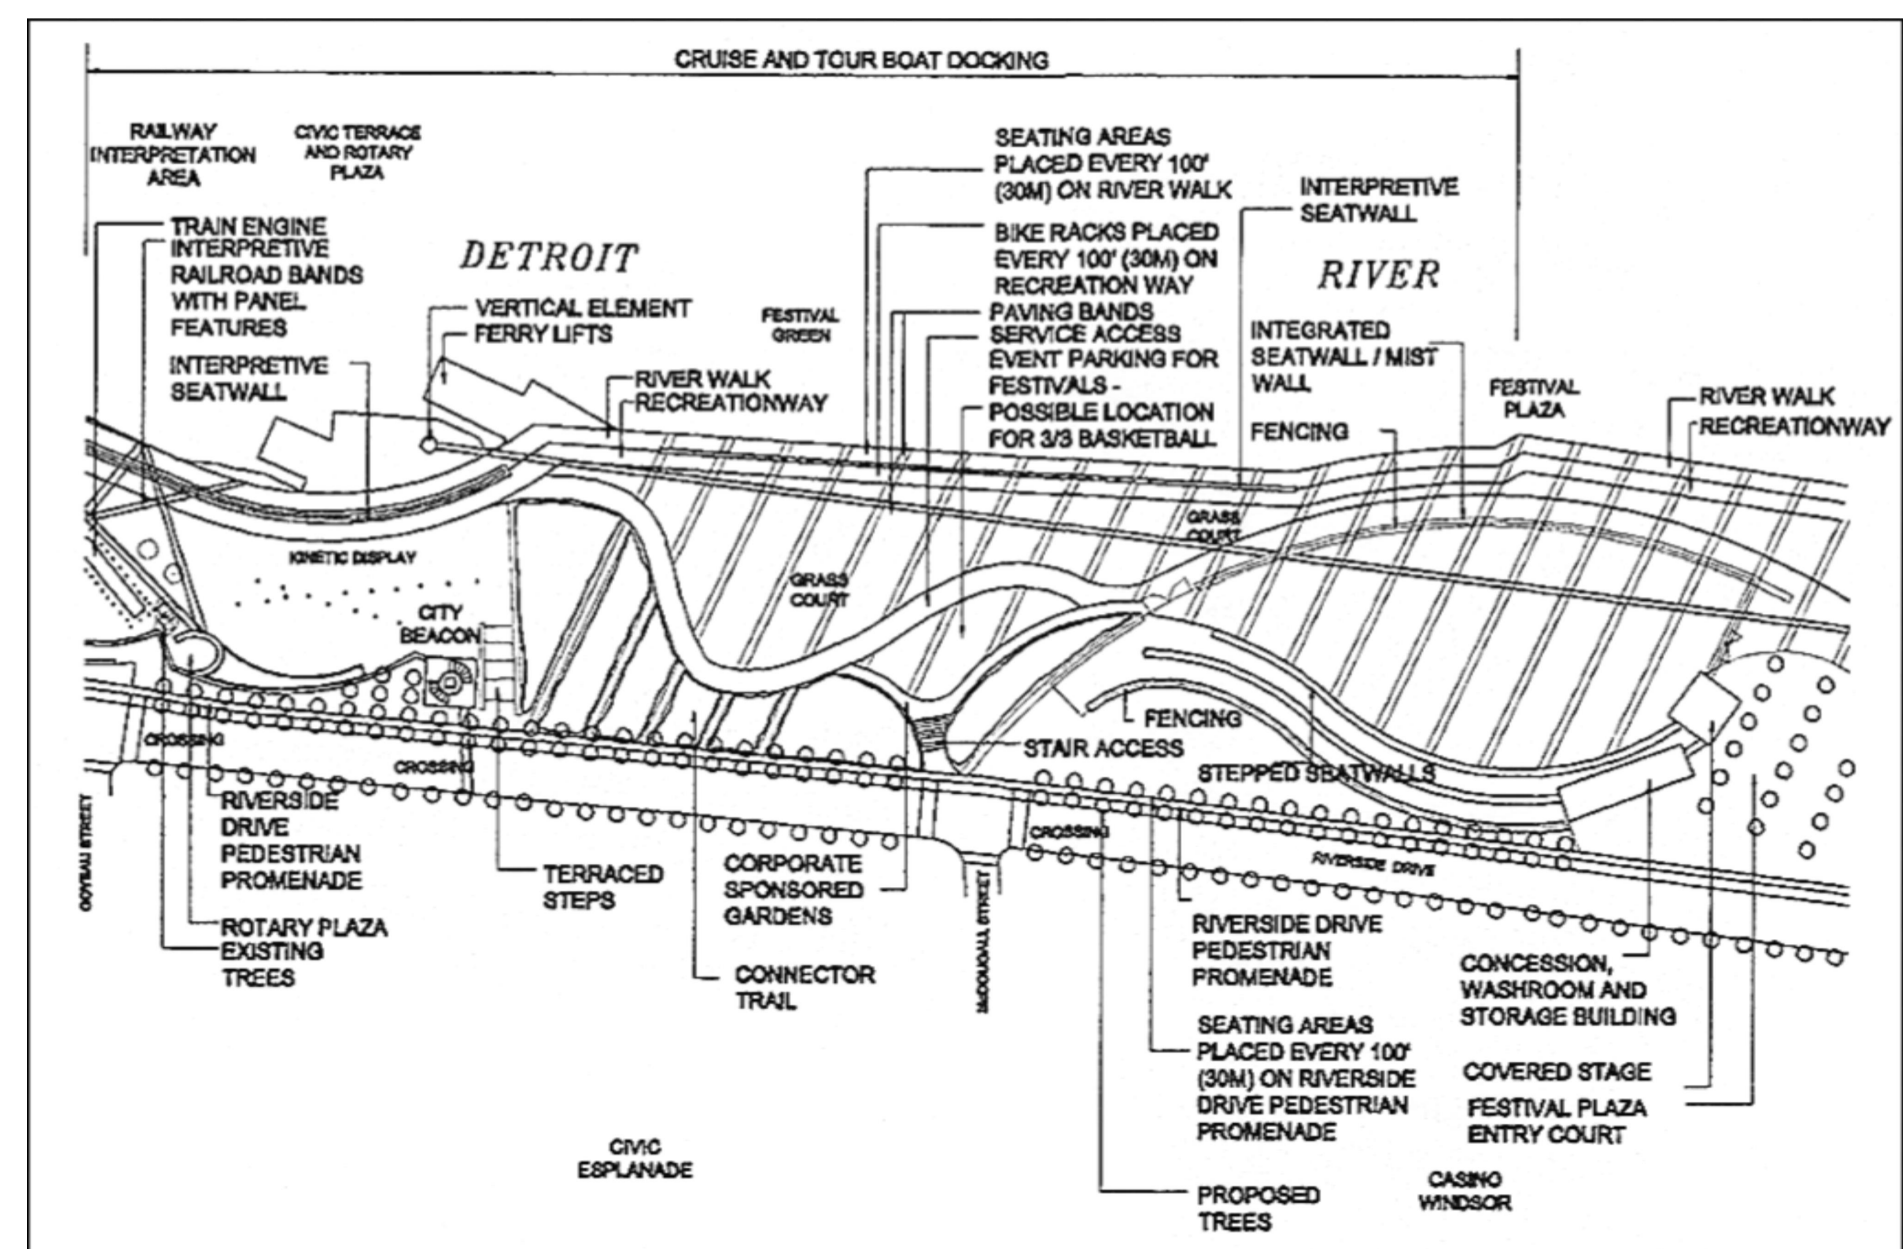 CRUISE AND TOUR BOAT DOCKING
RAILWAY
INTERPRETATION
AREA
CIVIC TERRACE
AND ROTARY
PLAZA
SEATING AREAS
PLACED EVERY 100'
(30M) ON RIVER WALK
INTERPRETIVE
SEATWALL
TRAIN ENGINE
INTERPRETIVE
RAILROAD BANDS
WITH PANEL
FEATURES
DETROIT
BIKE RACKS PLACED
EVERY 100' (30M) ON
RECREATION WAY
RIVER
VERTICAL ELEMENT
FERRY LIFTS
FESTIVAL
GREEN
PAVING BANDS
SERVICE ACCESS
EVENT PARKING FOR
FESTIVALS -
POSSIBLE LOCATION
FOR 3/3 BASKETBALL
INTEGRATED
SEATWALL / MIST
WALL
INTERPRETIVE
SEATWALL
RIVER WALK
RECREATIONWAY
FESTIVAL
PLAZA
RIVER WALK
RECREATIONWAY
FENCING
GRASS
COURT
KINETIC DISPLAY
GRASS
COURT
CITY
BEACON
FENCING
STAIR ACCESS
STEPPED SEATWALLS
CROSSING
CROSSING
CROSSING
RIVERSIDE DRIVE
GOYEAU STREET
RIVERSIDE
DRIVE
PEDESTRIAN
PROMENADE
TERRACED
STEPS
CORPORATE
SPONSORED
GARDENS
McDOUGALL STREET
ROTARY PLAZA
EXISTING
TREES
CONNECTOR
TRAIL
RIVERSIDE DRIVE
PEDESTRIAN
PROMENADE
CONCESSION,
WASHROOM AND
STORAGE BUILDING
SEATING AREAS
PLACED EVERY 100'
(30M) ON RIVERSIDE
DRIVE PEDESTRIAN
PROMENADE
COVERED STAGE
FESTIVAL PLAZA
ENTRY COURT
CIVIC
ESPLANADE
PROPOSED
TREES
CASINO
WINDSOR